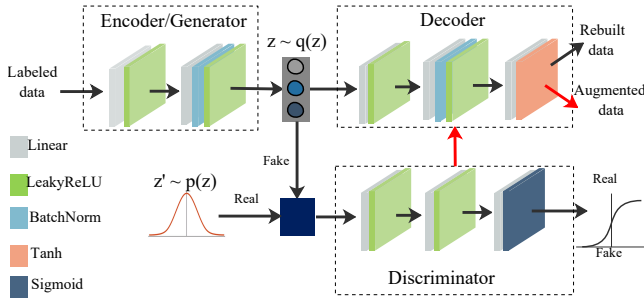 Encoder/Generator
z ~ q(z)
Decoder
Rebuilt
data
Labeled
data
Augmented
data
Linear
LeakyReLU
BatchNorm
Tanh
Sigmoid
Fake
z' ~ p(z)
Real
Discriminator
Real
Fake